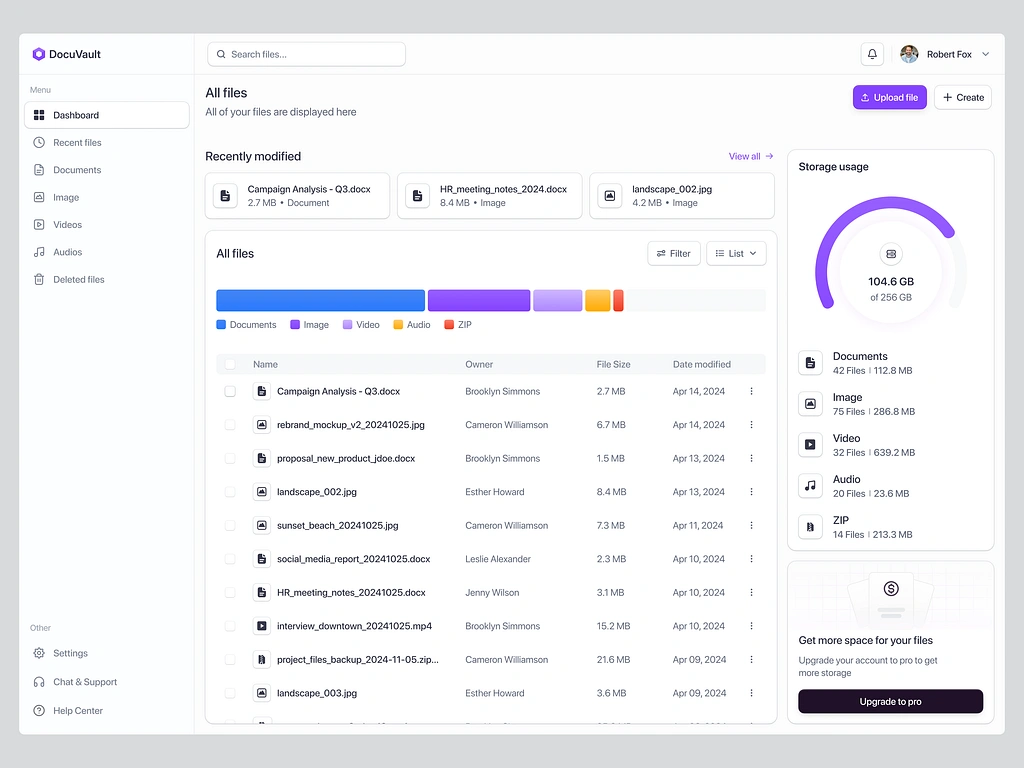 DocuVault
Search files...
Robert Fox
Menu
Dashboard
Recent files
Documents
Image
Videos
Audios
Deleted files
Other
Settings
Chat & Support
Help Center
All files
All of your files are displayed here
Upload file
Create
Recently modified
View all
Campaign Analysis - Q3.docx
2.7 MB • Document
HR_meeting_notes_2024.docx
8.4 MB • Image
landscape_002.jpg
4.2 MB • Image
All files
Filter
List
Documents Image Video Audio ZIP
Name Owner File Size Date modified
Campaign Analysis - Q3.docx Brooklyn Simmons 2.7 MB Apr 14, 2024
rebrand_mockup_v2_20241025.jpg Cameron Williamson 6.7 MB Apr 14, 2024
proposal_new_product_jdoe.docx Brooklyn Simmons 1.5 MB Apr 13, 2024
landscape_002.jpg Esther Howard 8.4 MB Apr 13, 2024
sunset_beach_20241025.jpg Cameron Williamson 7.3 MB Apr 11, 2024
social_media_report_20241025.docx Leslie Alexander 2.3 MB Apr 10, 2024
HR_meeting_notes_20241025.docx Jenny Wilson 3.1 MB Apr 10, 2024
interview_downtown_20241025.mp4 Brooklyn Simmons 15.2 MB Apr 10, 2024
project_files_backup_2024-11-05.zip... Cameron Williamson 21.6 MB Apr 09, 2024
landscape_003.jpg Esther Howard 3.6 MB Apr 09, 2024
Storage usage
104.6 GB
of 256 GB
Documents
42 Files | 112.8 MB
Image
75 Files | 286.8 MB
Video
32 Files | 639.2 MB
Audio
20 Files | 23.6 MB
ZIP
14 Files | 213.3 MB
Get more space for your files
Upgrade your account to pro to get
more storage
Upgrade to pro